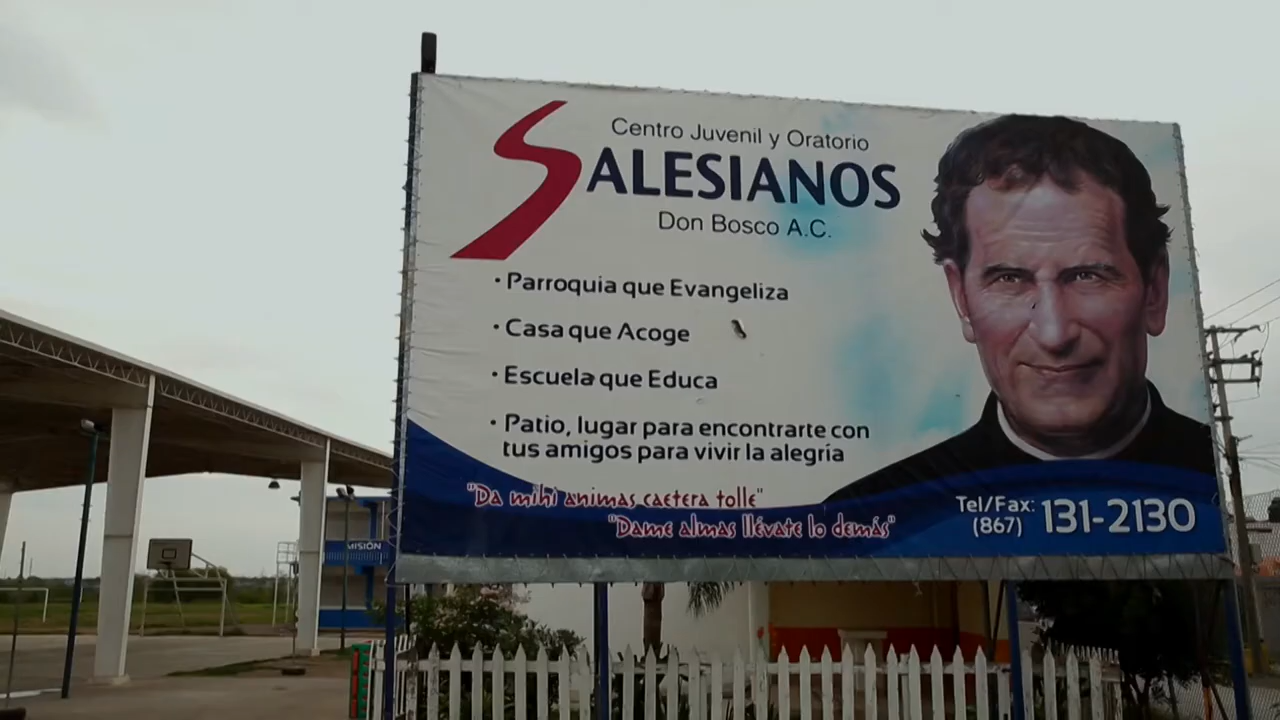 Centro Juvenil y Oratorio
SALESIANOS
Don Bosco A.C.
• Parroquia que Evangeliza
• Casa que Acoge
• Escuela que Educa
• Patio, lugar para encontrarte con
tus amigos para vivir la alegría
"Da mihi animas caetera tolle"
"Dame almas llévate lo demás"
Tel/Fax:
(867) 131-2130
MISIÓN